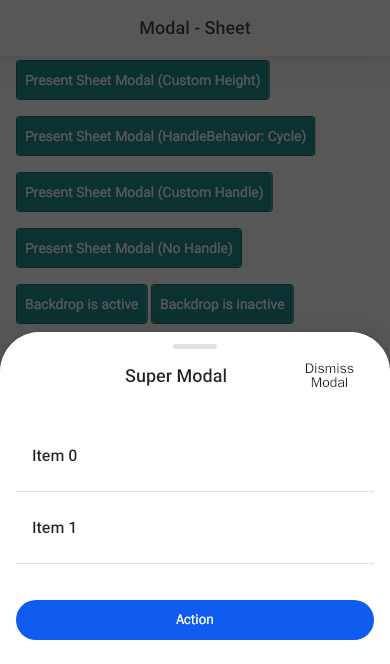 Modal - Sheet
Present Sheet Modal (Custom Height)
Present Sheet Modal (HandleBehavior: Cycle)
Present Sheet Modal (Custom Handle)
Present Sheet Modal (No Handle)
Backdrop is active Backdrop is inactive
Super Modal
Dismiss
Modal
Item 0
Item 1
Action